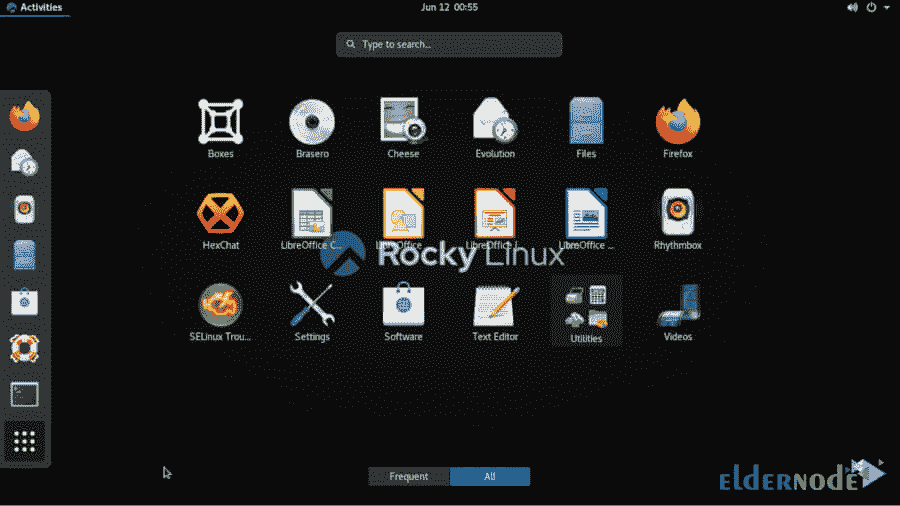 Activities
Jun 12 00:55
Type to search...
Boxes
Brasero
Cheese
Evolution
Files
Firefox
HexChat
LibreOffice C...
LibreOffice
LibreOffice
LibreOffice ...
Rhythmbox
Rocky Linux
SELinux Trou...
Settings
Software
Text Editor
Utilities
Videos
Frequent
All
elderNode